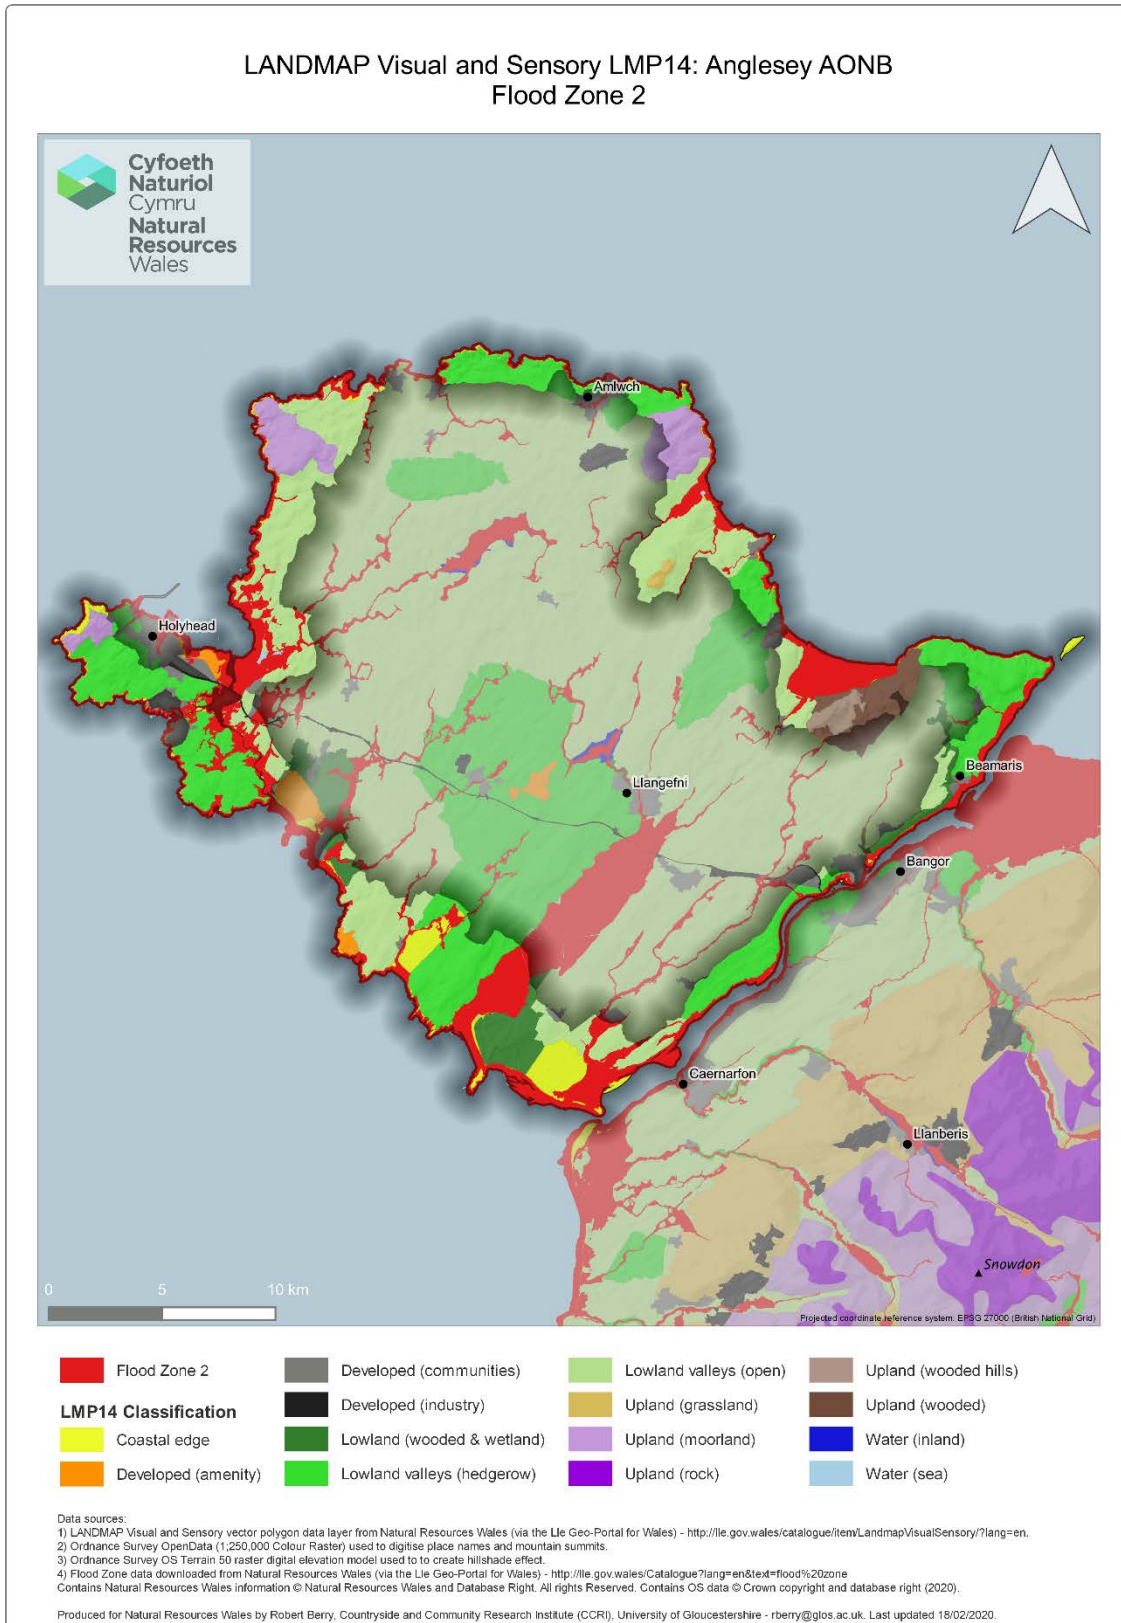 LANDMAP Visual and Sensory LMP14: Anglesey AONB
Flood Zone 2
Cyfoeth
Naturiol
Cymru
Natural
Resources
Wales
Amlwch
Holyhead
Llangefni
Beamaris
Bangor
Caernarfon
Llanberis
Snowdon
0 5 10 km
Projected coordinate reference system: EPSG 27000 (British National Grid)
Flood Zone 2
LMP14 Classification
Coastal edge
Developed (amenity)
Developed (communities)
Developed (industry)
Lowland (wooded & wetland)
Lowland valleys (hedgerow)
Lowland valleys (open)
Upland (grassland)
Upland (moorland)
Upland (rock)
Upland (wooded hills)
Upland (wooded)
Water (inland)
Water (sea)
Data sources:
1) LANDMAP Visual and Sensory vector polygon data layer from Natural Resources Wales (via the Lle Geo-Portal for Wales) - http://lle.gov.wales/catalogue/item/LandmapVisualSensory/?lang=en.
2) Ordnance Survey OpenData (1;250,000 Colour Raster) used to digitise place names and mountain summits.
3) Ordnance Survey OS Terrain 50 raster digital elevation model used to to create hillshade effect.
4) Flood Zone data downloaded from Natural Resources Wales (via the Lle Geo-Portal for Wales) - http://lle.gov.wales/Catalogue?lang=en&text=flood%20zone
Contains Natural Resources Wales information © Natural Resources Wales and Database Right. All rights Reserved. Contains OS data © Crown copyright and database right (2020).
Produced for Natural Resources Wales by Robert Berry, Countryside and Community Research Institute (CCRI), University of Gloucestershire - rberry@glos.ac.uk. Last updated 18/02/2020.